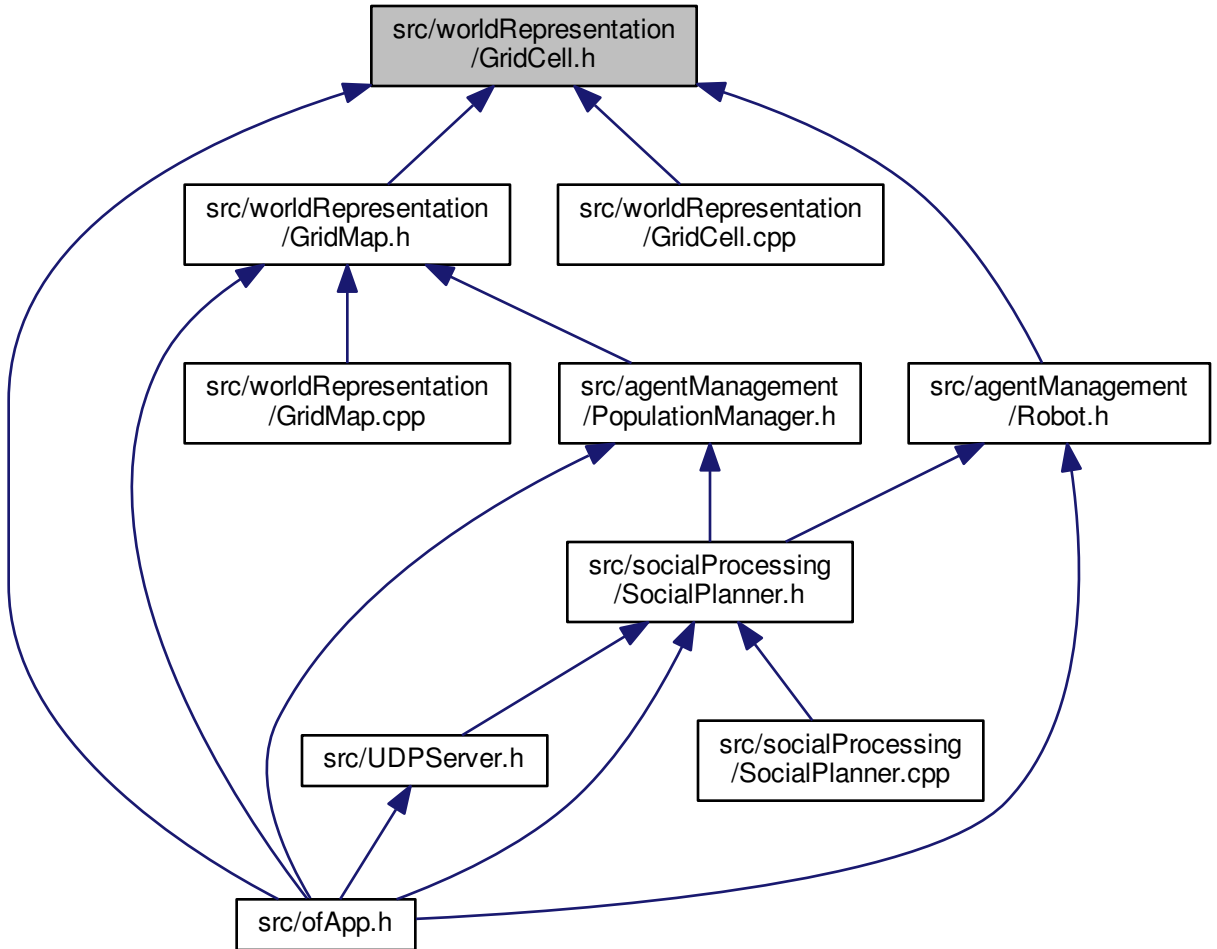 src/worldRepresentation
/GridCell.h
src/worldRepresentation
/GridMap.h
src/worldRepresentation
/GridCell.cpp
src/worldRepresentation
/GridMap.cpp
src/agentManagement
/PopulationManager.h
src/agentManagement
/Robot.h
src/socialProcessing
/SocialPlanner.h
src/UDPServer.h
src/socialProcessing
/SocialPlanner.cpp
src/ofApp.h